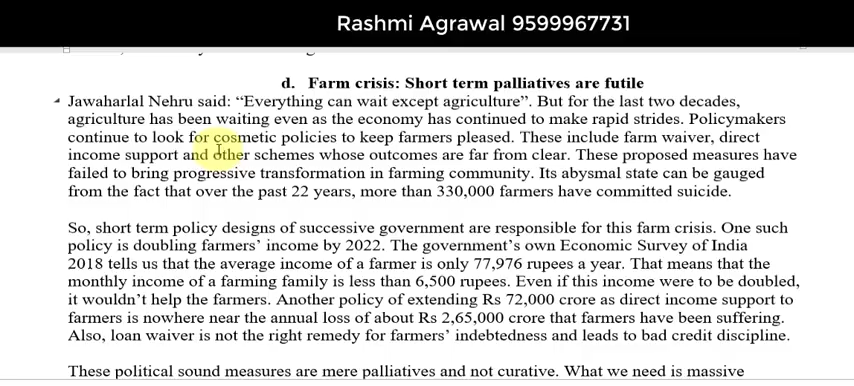 Rashmi Agrawal 9599967731
d. Farm crisis: Short term palliatives are futile
Jawaharlal Nehru said: “Everything can wait except agriculture”. But for the last two decades,
agriculture has been waiting even as the economy has continued to make rapid strides. Policymakers
continue to look for cosmetic policies to keep farmers pleased. These include farm waiver, direct
income support and other schemes whose outcomes are far from clear. These proposed measures have
failed to bring progressive transformation in farming community. Its abysmal state can be gauged
from the fact that over the past 22 years, more than 330,000 farmers have committed suicide.
So, short term policy designs of successive government are responsible for this farm crisis. One such
policy is doubling farmers’ income by 2022. The government’s own Economic Survey of India
2018 tells us that the average income of a farmer is only 77,976 rupees a year. That means that the
monthly income of a farming family is less than 6,500 rupees. Even if this income were to be doubled,
it wouldn’t help the farmers. Another policy of extending Rs 72,000 crore as direct income support to
farmers is nowhere near the annual loss of about Rs 2,65,000 crore that farmers have been suffering.
Also, loan waiver is not the right remedy for farmers’ indebtedness and leads to bad credit discipline.
These political sound measures are mere palliatives and not curative. What we need is massive